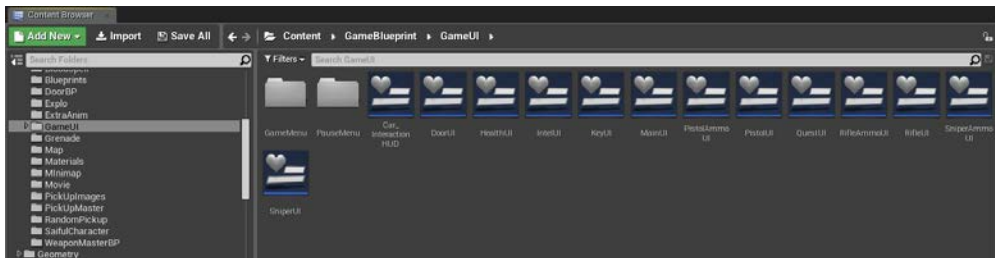 Content Browser
Add New Import Save All Content GameBlueprint GameUI
Search Folders
Filters Search GameUI
Blueprints
DoorBP
Explo
ExtraAnim
GameUI
Grenade
Map
Materials
MInimap
Movie
PickUpImages
PickUpMaster
RandomPickup
SaifulCharacter
WeaponMasterBP
Geometry
GameMenu PauseMenu Car_Interaction HUD DoorUI HealthUI IntelUI KeyUI MainUI PistolAmmo UI PistolUI QuestUI RifleAmmoUI RifleUI SniperAmmo UI
SniperUI